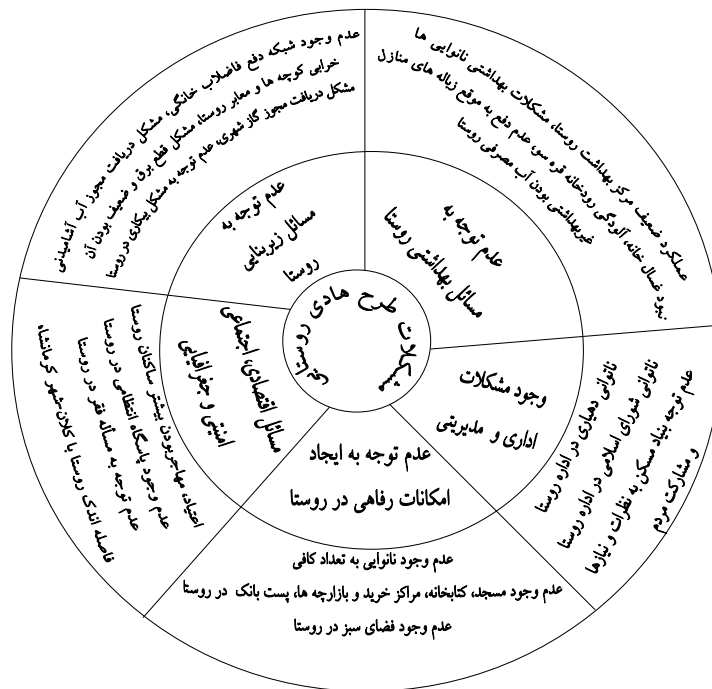 مشکلات طرح هادی روستایی
عدم توجه به
مسائل بهداشتی روستا
عملکرد ضعیف مرکز بهداشت روستا، مشکلات بهداشتی نانوایی ها
نبود غسال خانه، آلودگی رودخانه قره سو، عدم دفع به موقع زباله های منازل
غیربهداشتی بودن آب مصرفی روستا
وجود مشکلات
اداری و مدیریتی
ناتوانی دهیاری در اداره روستا
ناتوانی شورای اسلامی در اداره روستا
عدم توجه بنیاد مسکن به نظرات و نیازها
و مشارکت مردم
عدم توجه به ایجاد
امکانات رفاهی در روستا
عدم وجود نانوایی به تعداد کافی
عدم وجود مسجد، کتابخانه، مراکز خرید و بازارچه ها، پست بانک در روستا
عدم وجود فضای سبز در روستا
مسائل اقتصادی، اجتماعی
امنیتی و جغرافیایی
اعتیاد، مهاجربودن بیشتر ساکنان روستا
عدم وجود پاسگاه انتظامی در روستا
عدم توجه به مسأله فقر در روستا
فاصله اندک روستا با کلان-شهر کرمانشاه
عدم توجه به
مسائل زیربنایی
روستا
عدم وجود شبکه دفع فاضلاب خانگی، مشکل دریافت مجوز آب آشامیدنی
خرابی کوچه ها و معابر روستا، مشکل قطع برق و ضعیف بودن آن
مشکل دریافت مجوز گاز شهری، عدم توجه به مشکل بیکاری در روستا